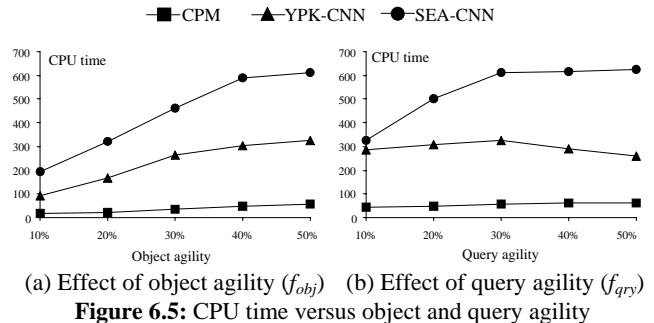 CPM YPK-CNN SEA-CNN
CPU time
700
600
500
400
300
200
100
0
10% 20% 30% 40% 50%
Object agility
CPU time
700
600
500
400
300
200
100
0
10% 20% 30% 40% 50%
Query agility
(a) Effect of object agility (fobj) (b) Effect of query agility (fqry)
Figure 6.5: CPU time versus object and query agility